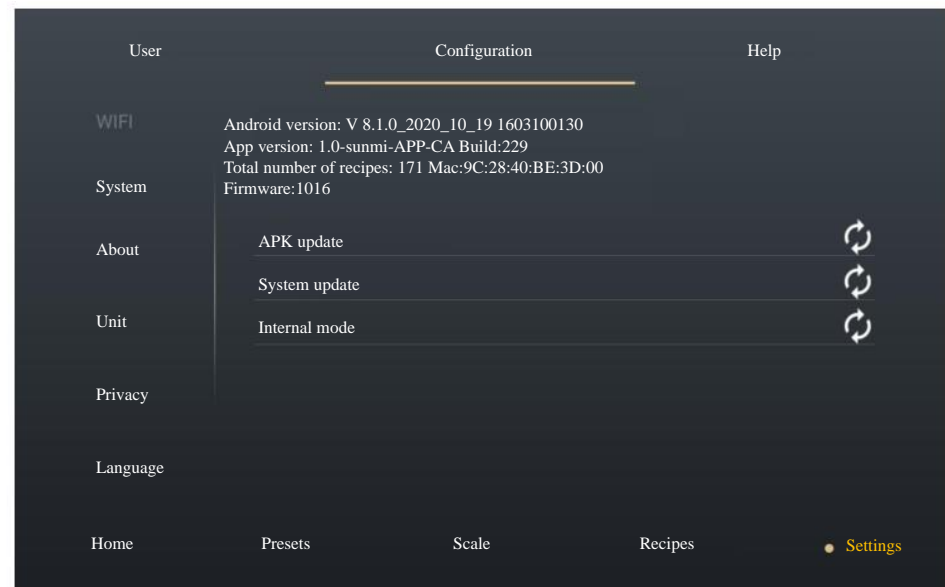 User Configuration Help
WIFI
Android version: V 8.1.0_2020_10_19 1603100130
App version: 1.0-sunmi-APP-CA Build:229
Total number of recipes: 171 Mac:9C:28:40:BE:3D:00
System
Firmware:1016
About
APK update
System update
Unit
Internal mode
Privacy
Language
Home Presets Scale Recipes Settings